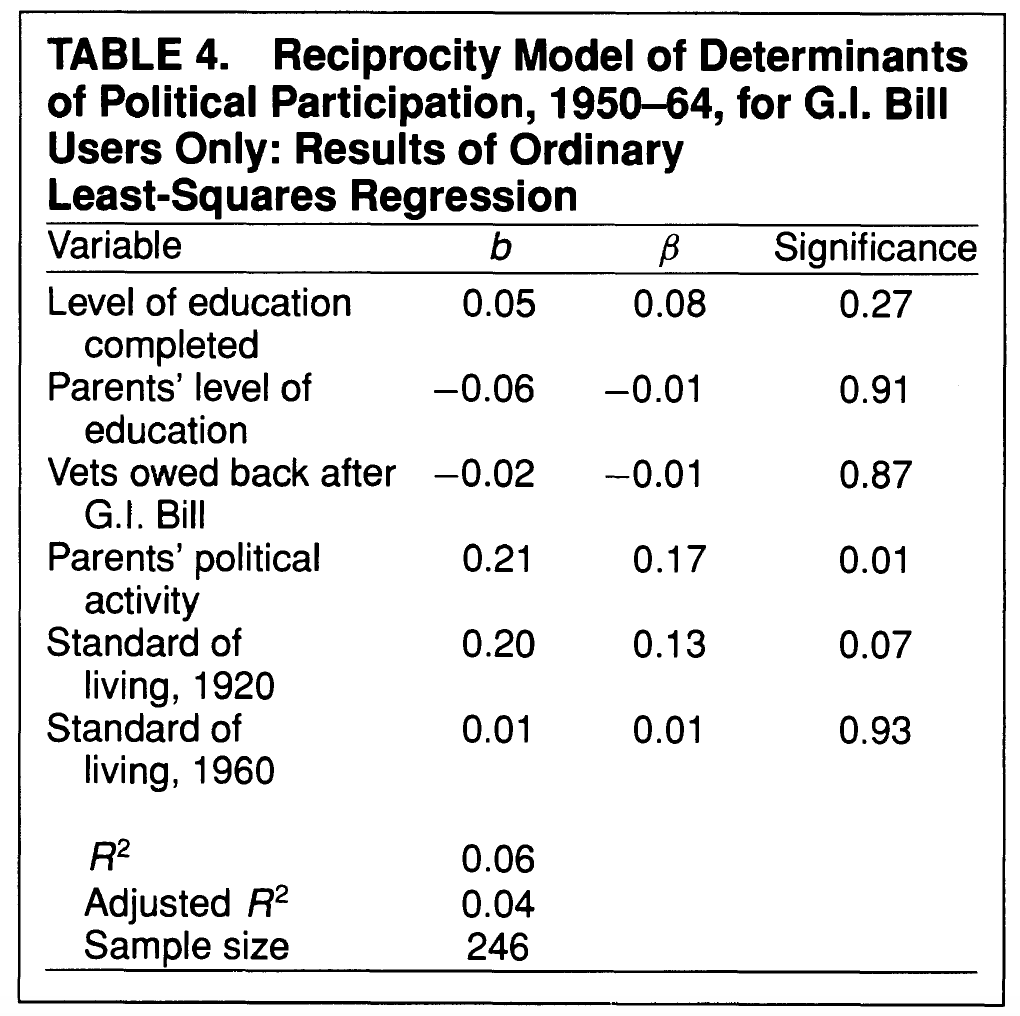 TABLE 4. Reciprocity Model of Determinants
of Political Participation, 1950–64, for G.I. Bill
Users Only: Results of Ordinary
Least-Squares Regression
Variable b β Significance
Level of education 0.05 0.08 0.27
completed
Parents’ level of −0.06 −0.01 0.91
education
Vets owed back after −0.02 −0.01 0.87
G.I. Bill
Parents’ political 0.21 0.17 0.01
activity
Standard of 0.20 0.13 0.07
living, 1920
Standard of 0.01 0.01 0.93
living, 1960
R² 0.06
Adjusted R² 0.04
Sample size 246